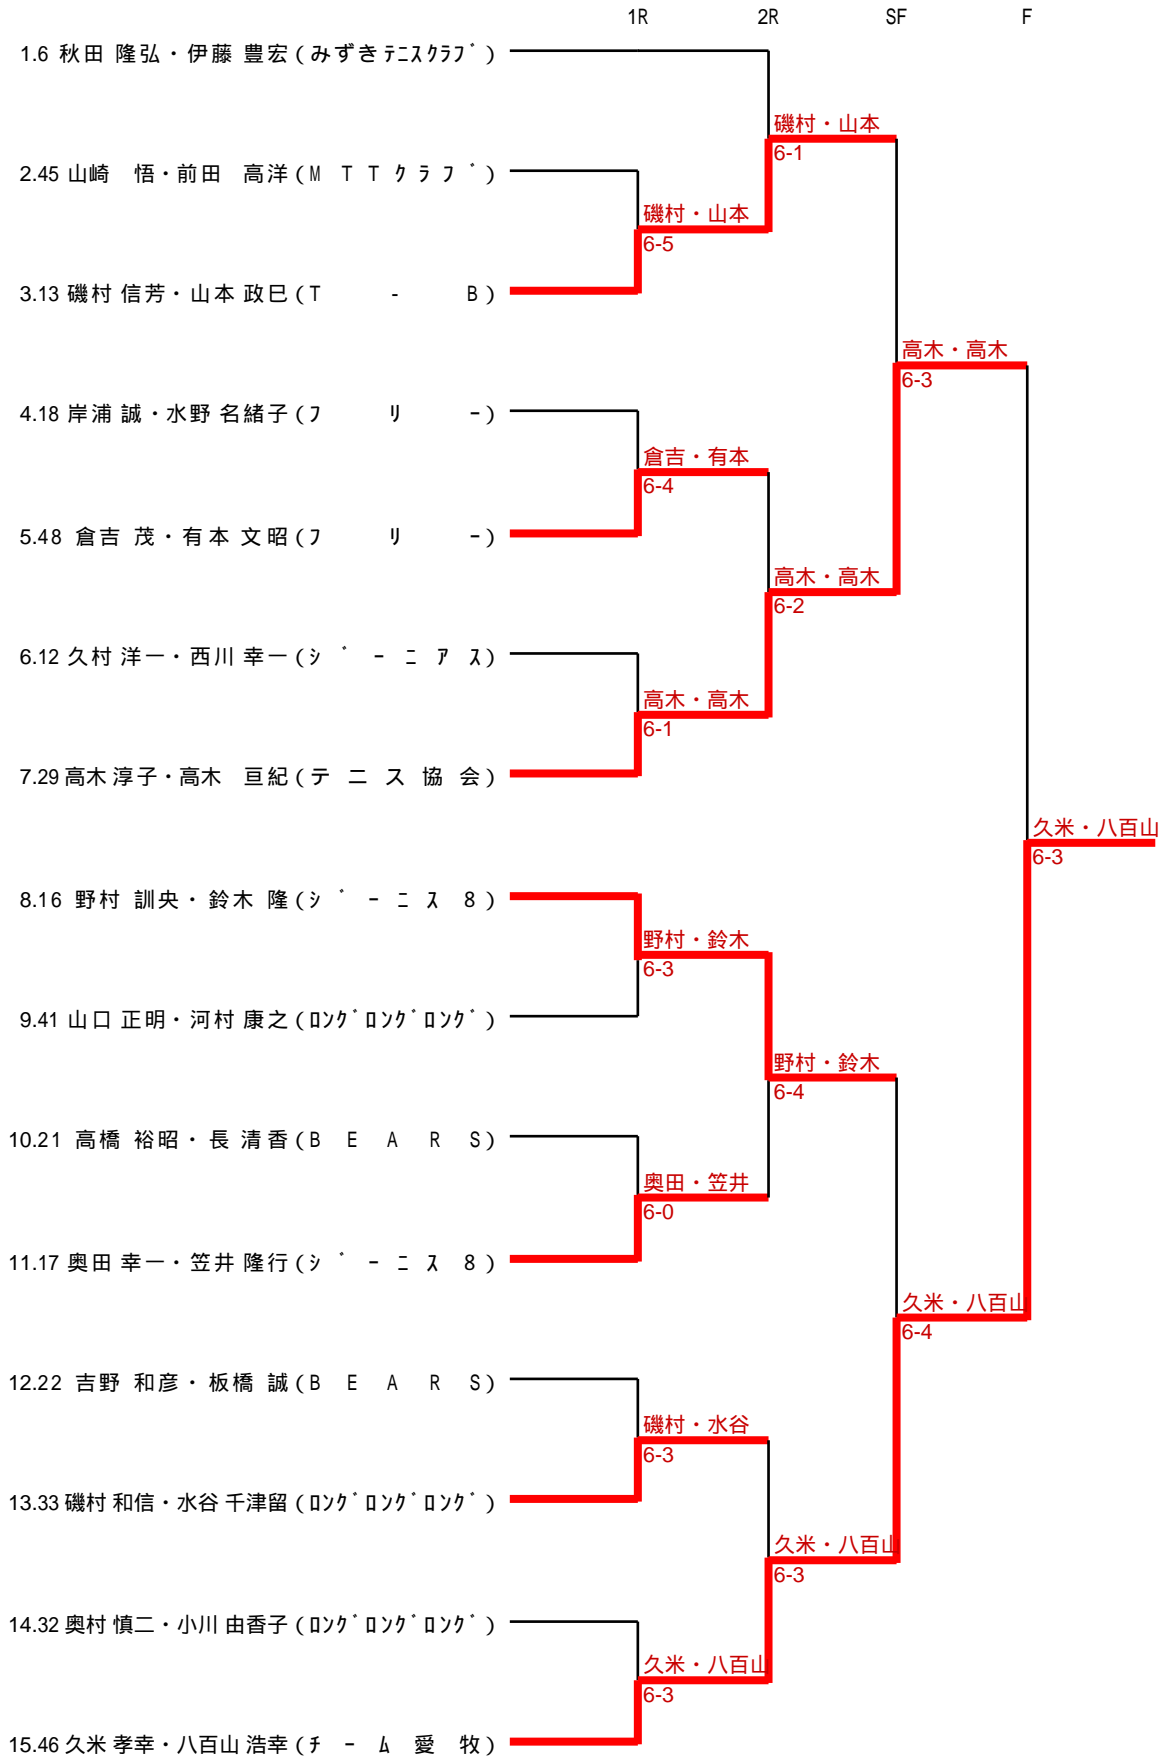 1R 2R SF F
1.6 秋田 隆弘・伊藤 豊宏(みずきﾃﾆｽｸﾗﾌﾞ)
磯村・山本
6-1
2.45 山崎　悟・前田　高洋(M T T ク ラ フ ゛)
磯村・山本
6-5
3.13 磯村 信芳・山本 政巳(T - B)
高木・高木
6-3
4.18 岸浦 誠・水野 名緒子(フ リ ー)
倉吉・有本
6-4
5.48 倉吉 茂・有本 文昭(フ リ ー)
高木・高木
6-2
6.12 久村 洋一・西川 幸一(ジ ー ニ ア ス)
高木・高木
6-1
7.29 高木 淳子・高木　亘紀(テ ニ ス 協 会)
久米・八百山
6-3
8.16 野村 訓央・鈴木 隆(ジ ー ニ ス 8)
野村・鈴木
6-3
9.41 山口 正明・河村 康之(ﾛﾝｸﾞﾛﾝｸﾞﾛﾝｸﾞ)
野村・鈴木
6-4
10.21 高橋 裕昭・長 清香(B E A R S)
奥田・笠井
6-0
11.17 奥田 幸一・笠井 隆行(ジ ー ニ ス 8)
久米・八百山
6-4
12.22 吉野 和彦・板橋 誠(B E A R S)
磯村・水谷
6-3
13.33 磯村 和信・水谷 千津留(ﾛﾝｸﾞﾛﾝｸﾞﾛﾝｸﾞ)
久米・八百山
6-3
14.32 奥村 慎二・小川 由香子(ﾛﾝｸﾞﾛﾝｸﾞﾛﾝｸﾞ)
久米・八百山
6-3
15.46 久米 孝幸・八百山 浩幸(チ ー ム 愛 牧)